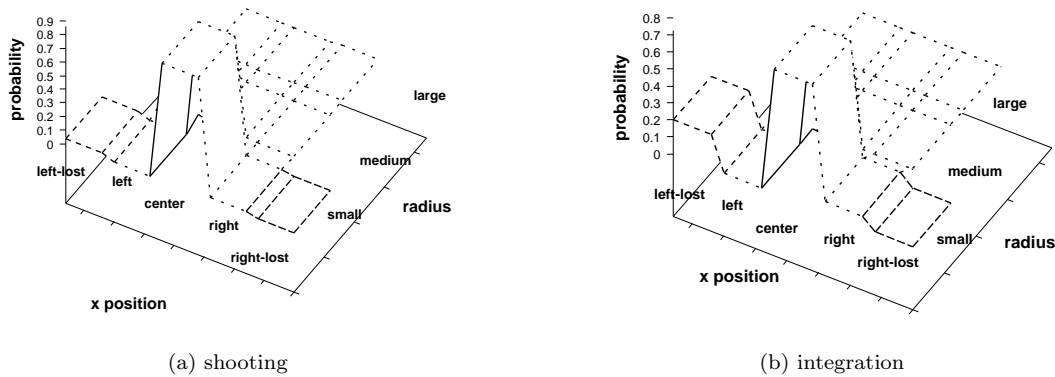 0.9
0.8
0.7
0.6
0.5
0.4
0.3
0.2
0.1
0
probability
left-lost
left
center
right
right-lost
x position
small
medium
large
radius
(a) shooting
0.8
0.7
0.6
0.5
0.4
0.3
0.2
0.1
0
probability
left-lost
left
center
right
right-lost
x position
small
medium
large
radius
(b) integration